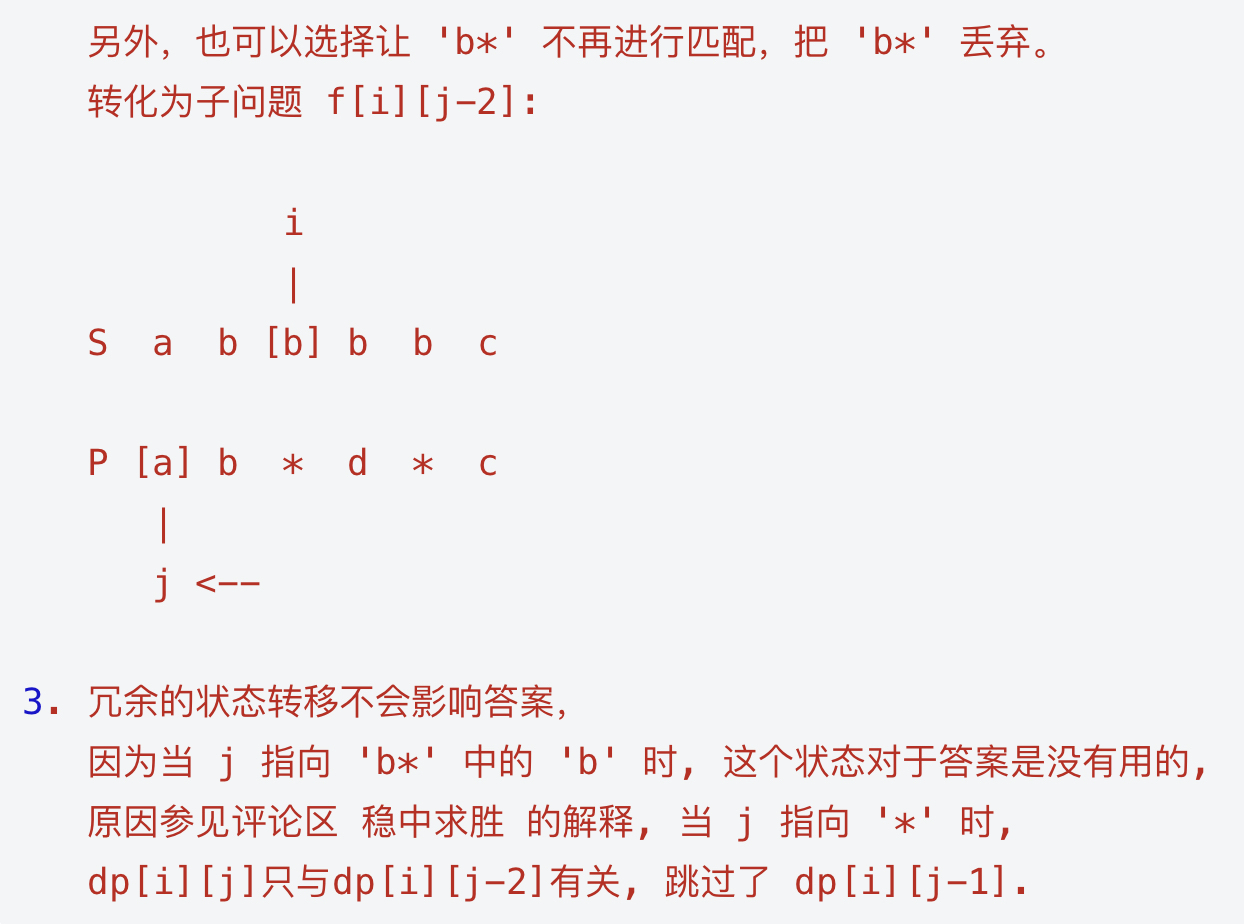 另外，也可以选择让 'b*' 不再进行匹配，把 'b*' 丢弃。
转化为子问题 f[i][j-2]:
i
|
S a b [b] b b c
P [a] b * d * c
|
j <--
3. 冗余的状态转移不会影响答案，
因为当 j 指向 'b*' 中的 'b' 时, 这个状态对于答案是没有用的,
原因参见评论区 稳中求胜 的解释, 当 j 指向 '*' 时,
dp[i][j]只与dp[i][j-2]有关, 跳过了 dp[i][j-1].